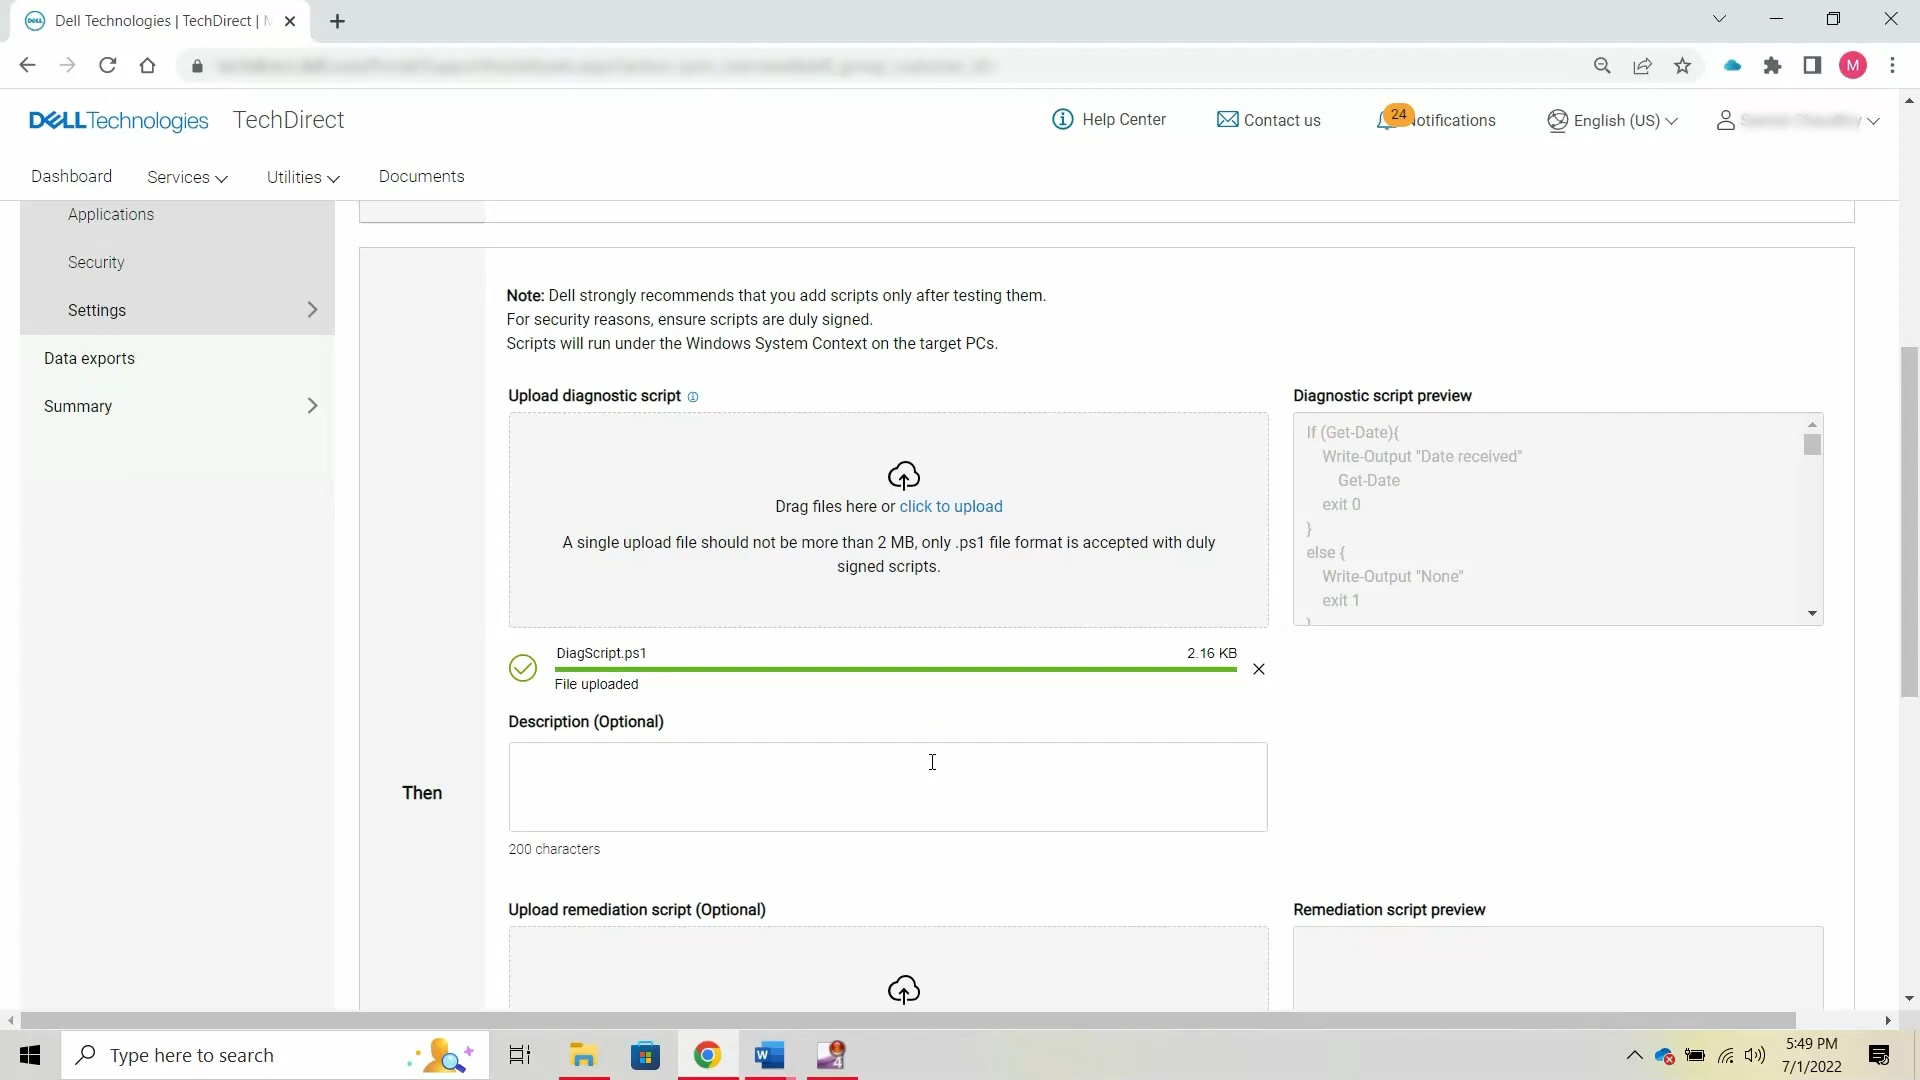 Dell Technologies | TechDirect |
DELLTechnologies TechDirect
Help Center
Contact us
24
otifications
English (US)
Dashboard
Services
Utilities
Documents
Applications
Security
Settings
Data exports
Summary
Note: Dell strongly recommends that you add scripts only after testing them.
For security reasons, ensure scripts are duly signed.
Scripts will run under the Windows System Context on the target PCs.
Upload diagnostic script
Drag files here or click to upload
A single upload file should not be more than 2 MB, only .ps1 file format is accepted with duly
signed scripts.
Diagnostic script preview
If (Get-Date){
Write-Output "Date received"
Get-Date
exit 0
}
else {
Write-Output "None"
exit 1
}
DiagScript.ps1
2.16 KB
File uploaded
Description (Optional)
Then
200 characters
Upload remediation script (Optional)
Remediation script preview
Type here to search
5:49 PM
7/1/2022
M